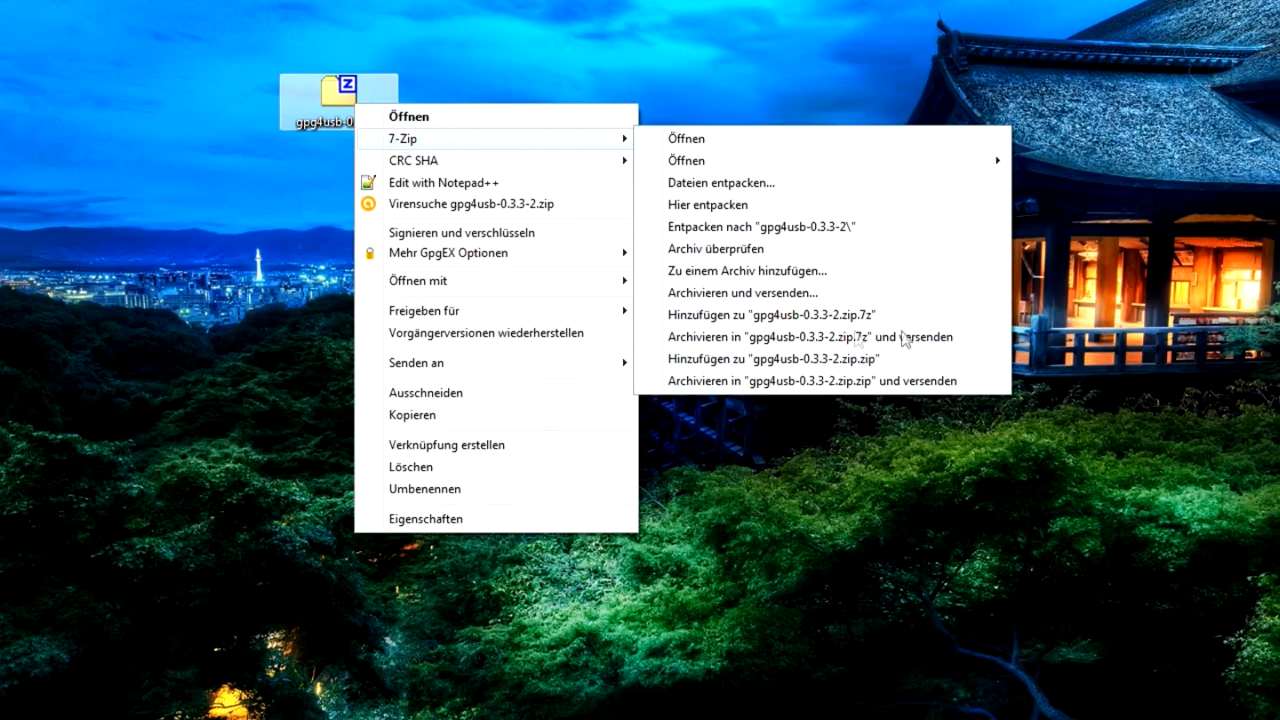 gpg4usb-0
Öffnen
7-Zip
CRC SHA
Edit with Notepad++
Virensuche gpg4usb-0.3.3-2.zip
Signieren und verschlüsseln
Mehr GpgEX Optionen
Öffnen mit
Freigeben für
Vorgängerversionen wiederherstellen
Senden an
Ausschneiden
Kopieren
Verknüpfung erstellen
Löschen
Umbenennen
Eigenschaften
Öffnen
Öffnen
Dateien entpacken...
Hier entpacken
Entpacken nach "gpg4usb-0.3.3-2\"
Archiv überprüfen
Zu einem Archiv hinzufügen...
Archivieren und versenden...
Hinzufügen zu "gpg4usb-0.3.3-2.zip.7z"
Archivieren in "gpg4usb-0.3.3-2.zip.7z" und versenden
Hinzufügen zu "gpg4usb-0.3.3-2.zip.zip"
Archivieren in "gpg4usb-0.3.3-2.zip.zip" und versenden